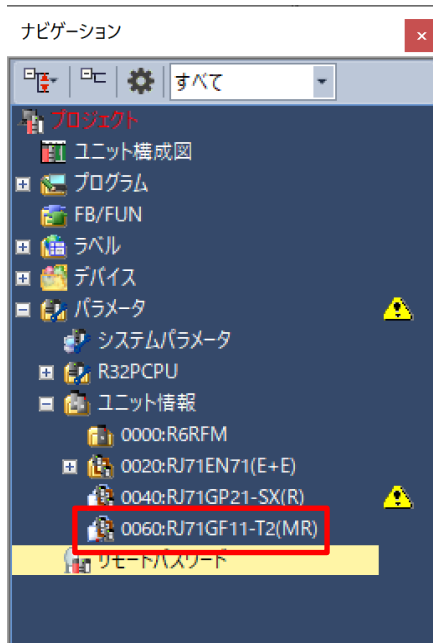 ナビゲーション
すべて
プロジェクト
ユニット構成図
プログラム
FB/FUN
ラベル
デバイス
パラメータ
システムパラメータ
R32PCPU
ユニット情報
0000:R6RFM
0020:RJ71EN71(E+E)
0040:RJ71GP21-SX(R)
0060:RJ71GF11-T2(MR)
リモートパスワード